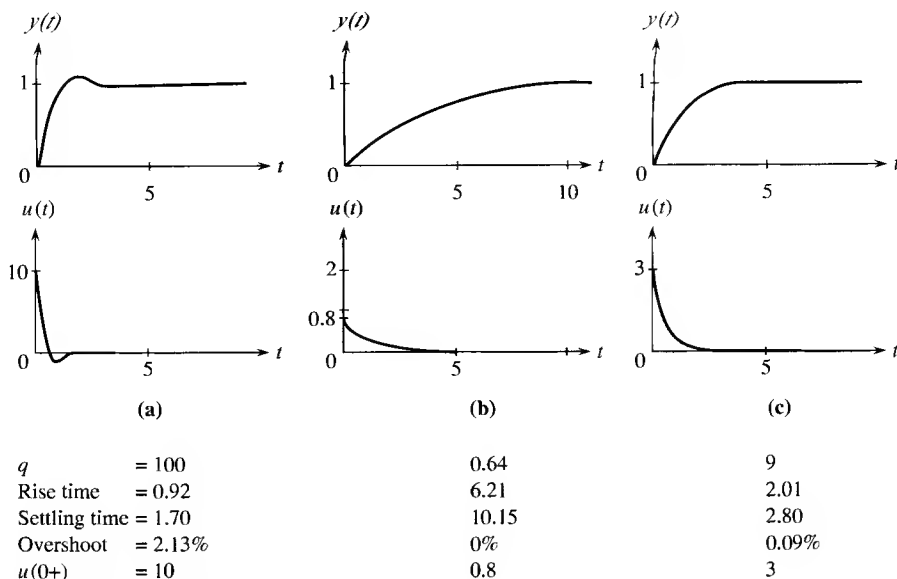 y(t) y(t) y(t)
1 1 1
0 5 t 0 5 10 t 0 5 t
u(t) u(t) u(t)
10 2 3
0.8
0 5 t 0 5 t 0 5 t
(a) (b) (c)
q = 100 0.64 9
Rise time = 0.92 6.21 2.01
Settling time = 1.70 10.15 2.80
Overshoot = 2.13% 0% 0.09%
u(0+) = 10 0.8 3